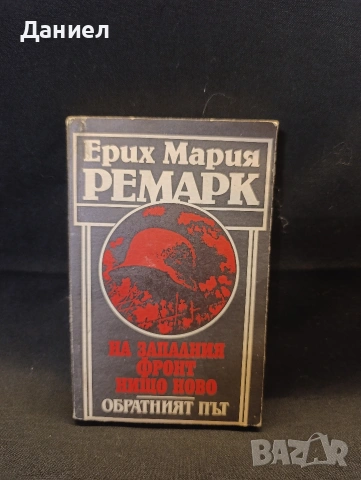 Даниел
Ерих Мария
РЕМАРК
НА ЗАПАДНИЯ
ФРОНТ
НИЩО НОВО
ОБРАТНИЯТ ПЪТ
BAZAR